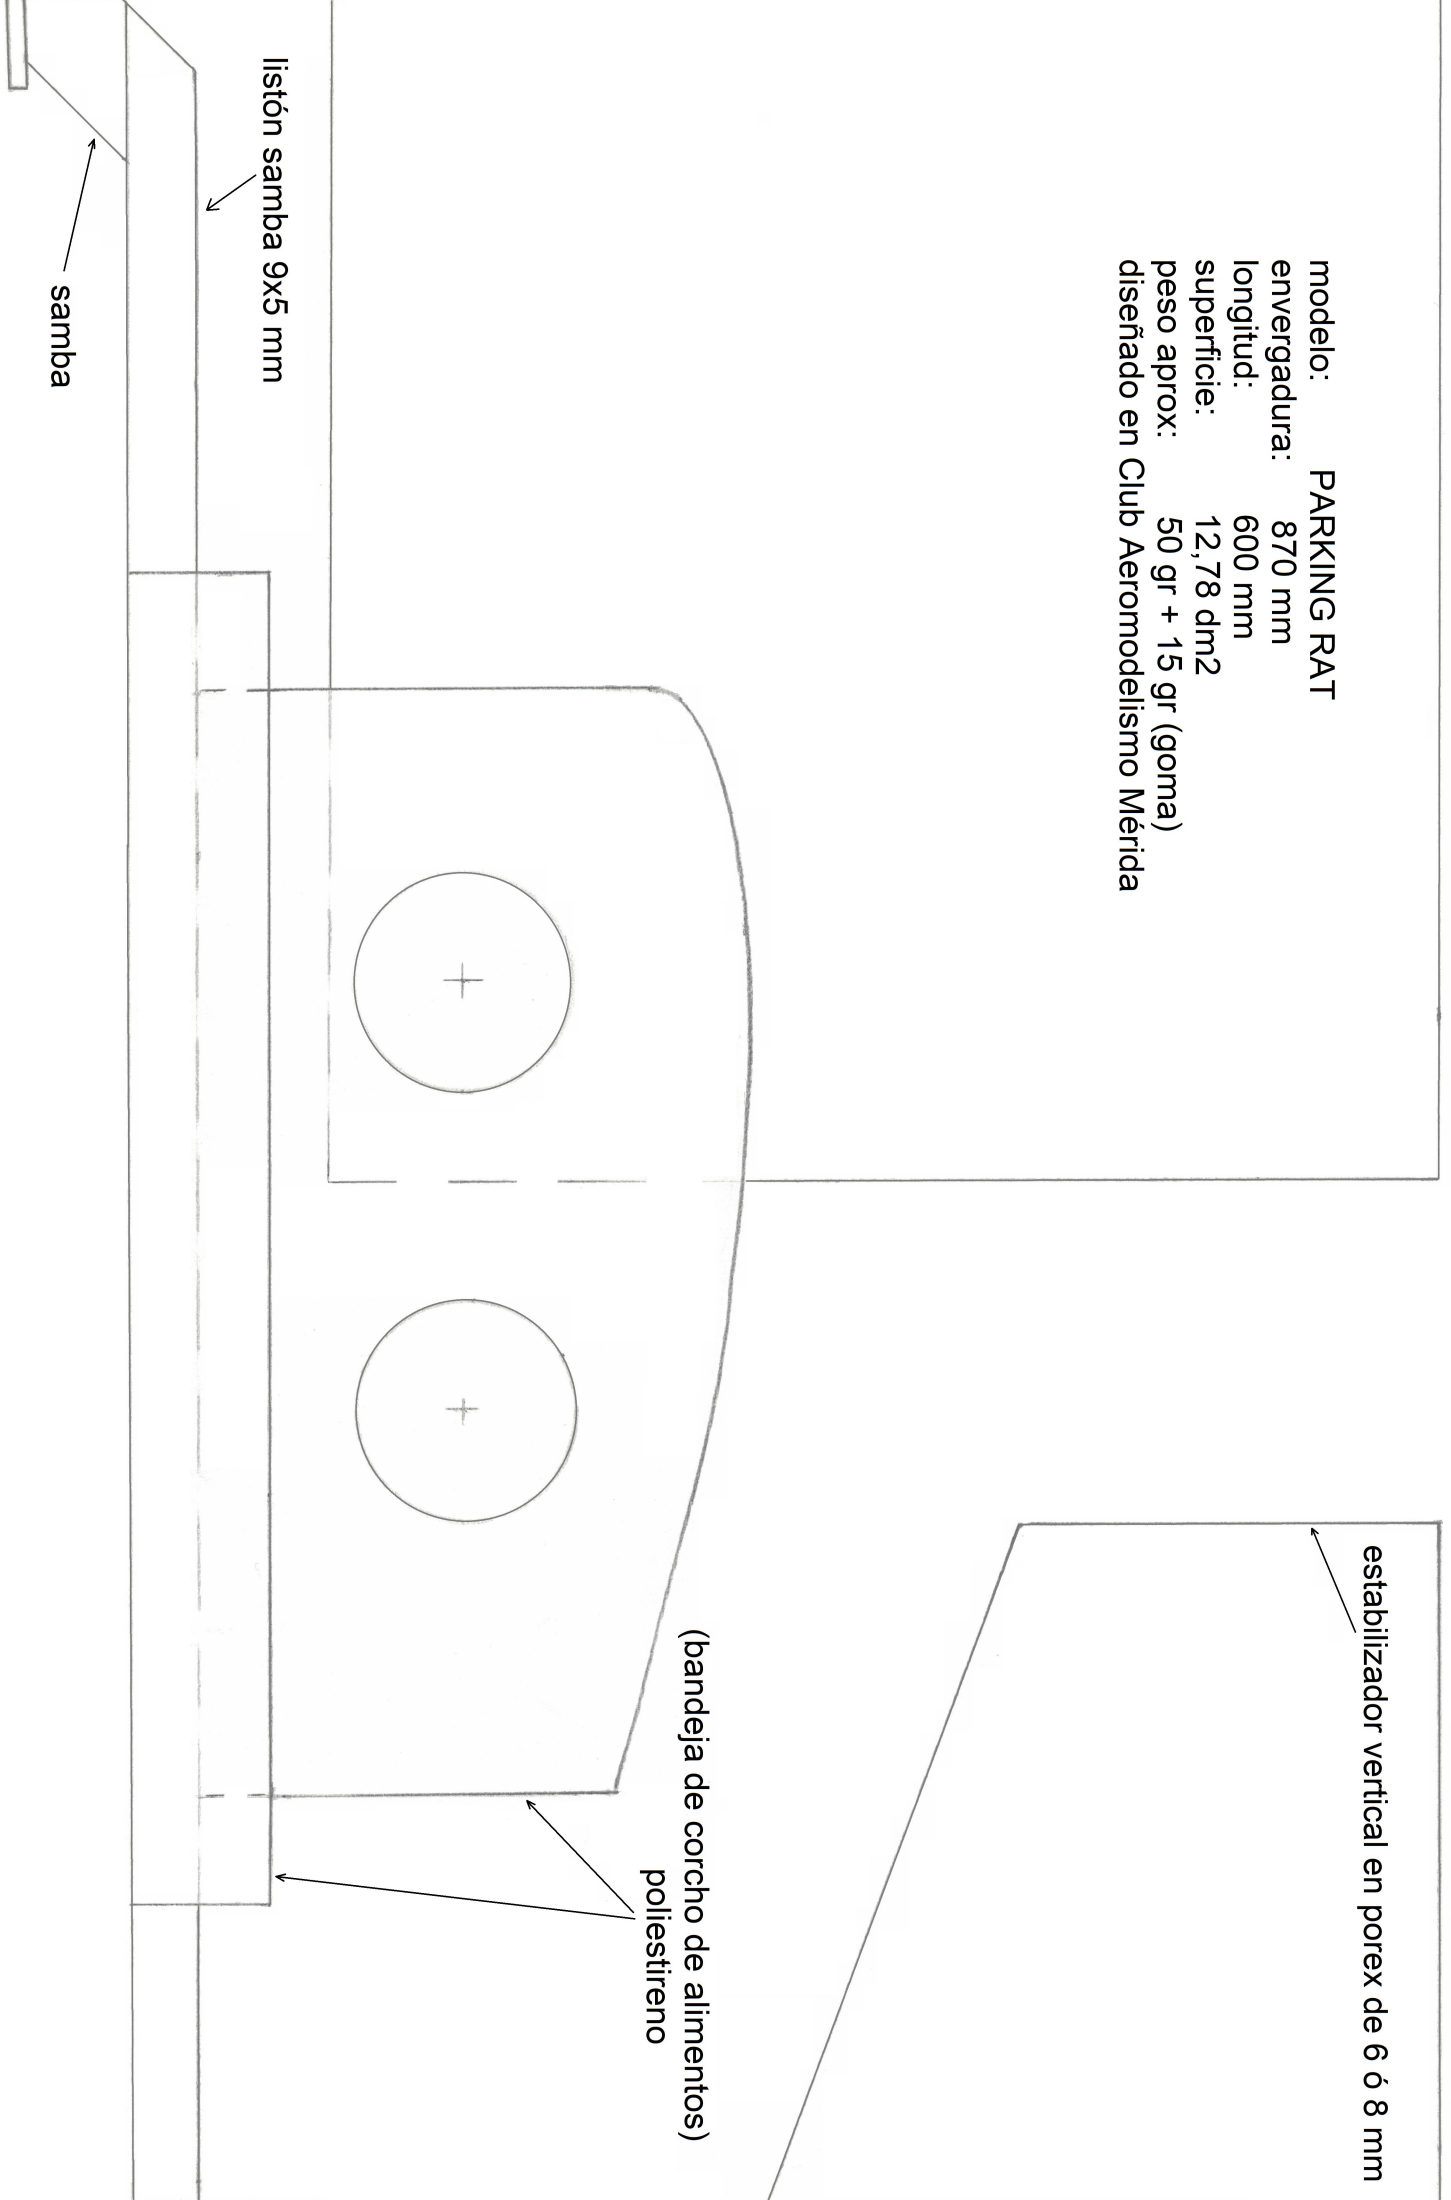 modelo: PARKING RAT
envergadura: 870 mm
longitud: 600 mm
superficie: 12,78 dm2
peso aprox: 50 gr + 15 gr (goma)
diseñado en Club Aeromodelismo Mérida
estabilizador vertical en porex de 6 ó 8 mm
(bandeja de corcho de alimentos)
poliestireno
listón samba 9x5 mm
samba